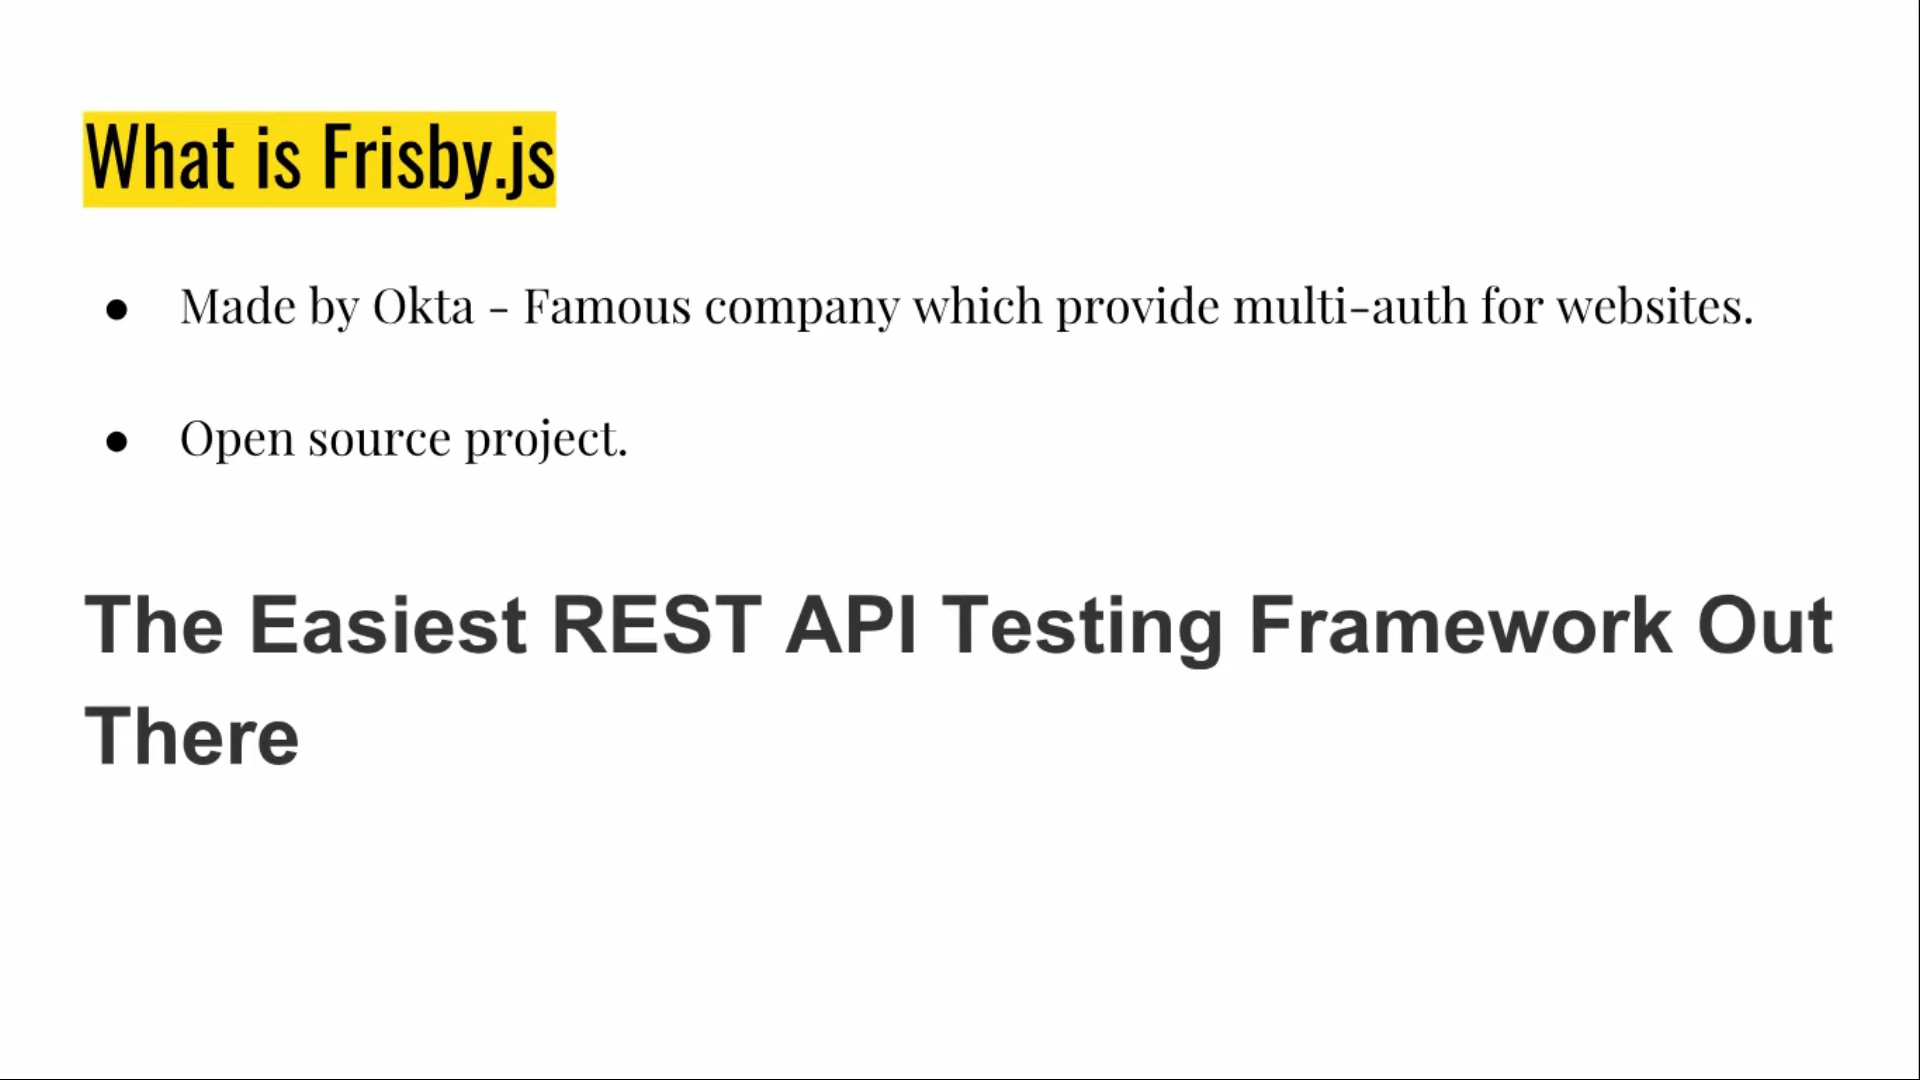 What is Frisby.js
● Made by Okta - Famous company which provide multi-auth for websites.
● Open source project.
The Easiest REST API Testing Framework Out
There